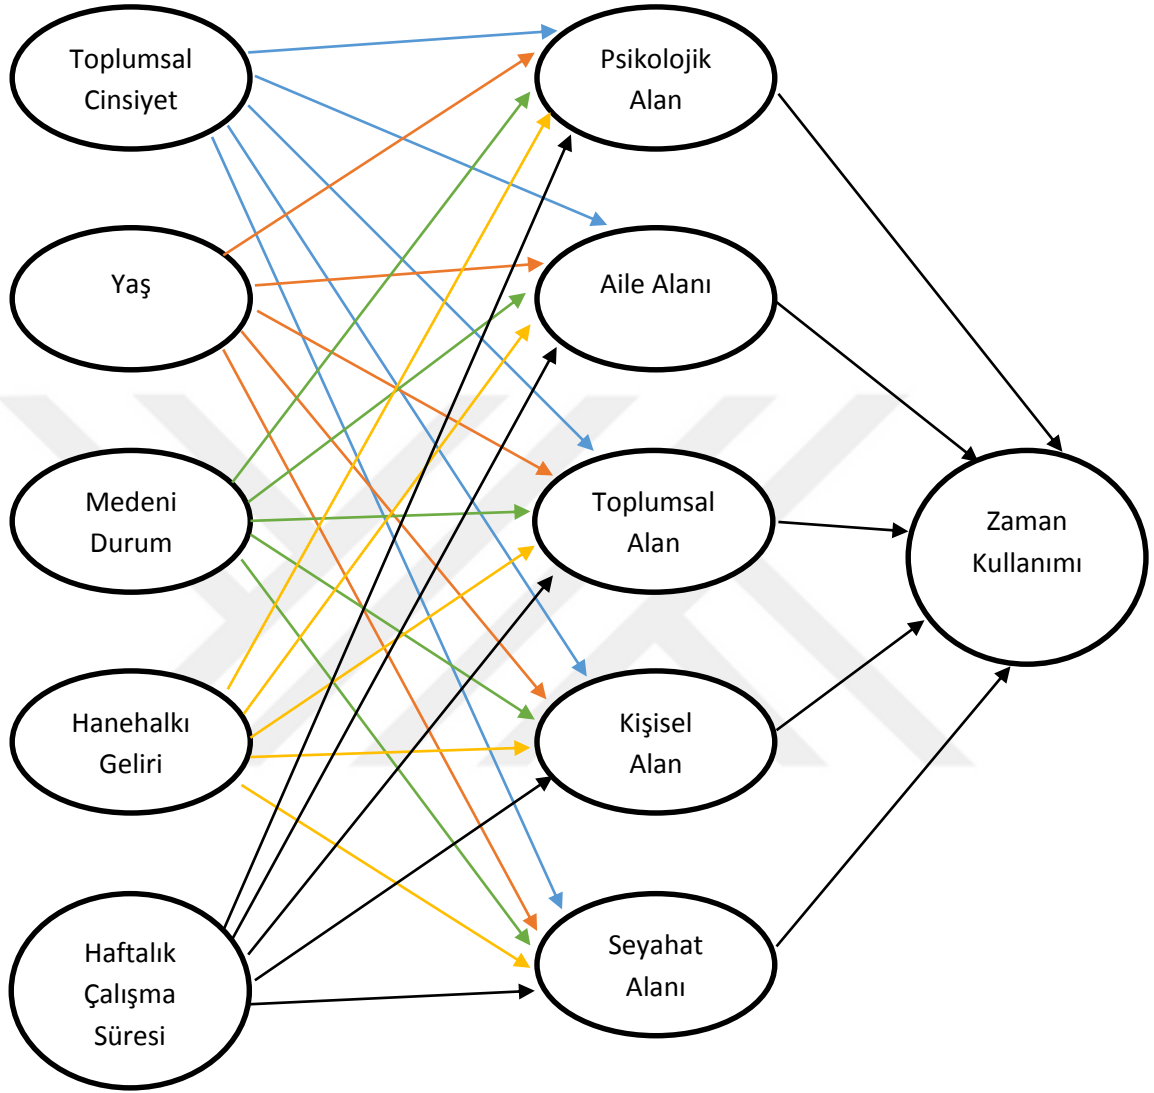 Toplumsal
Cinsiyet
Psikolojik
Alan
Yaş
Aile Alanı
Medeni
Durum
Toplumsal
Alan
Zaman
Kullanımı
Hanehalkı
Geliri
Kişisel
Alan
Haftalık
Çalışma
Süresi
Seyahat
Alanı